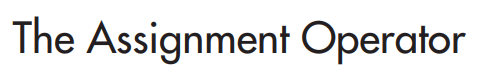 The Assignment Operator